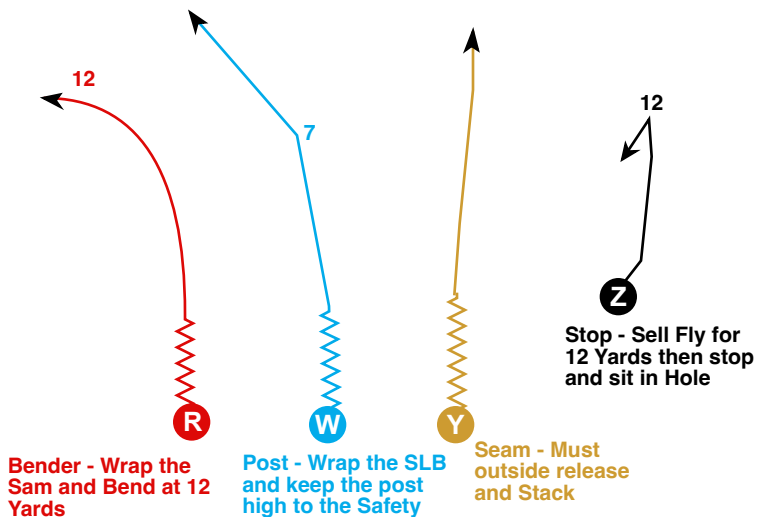 12
7
12
Z
Stop - Sell Fly for
12 Yards then stop
and sit in Hole
R
W
Y
Bender - Wrap the
Sam and Bend at 12
Yards
Post - Wrap the SLB
and keep the post
high to the Safety
Seam - Must
outside release
and Stack